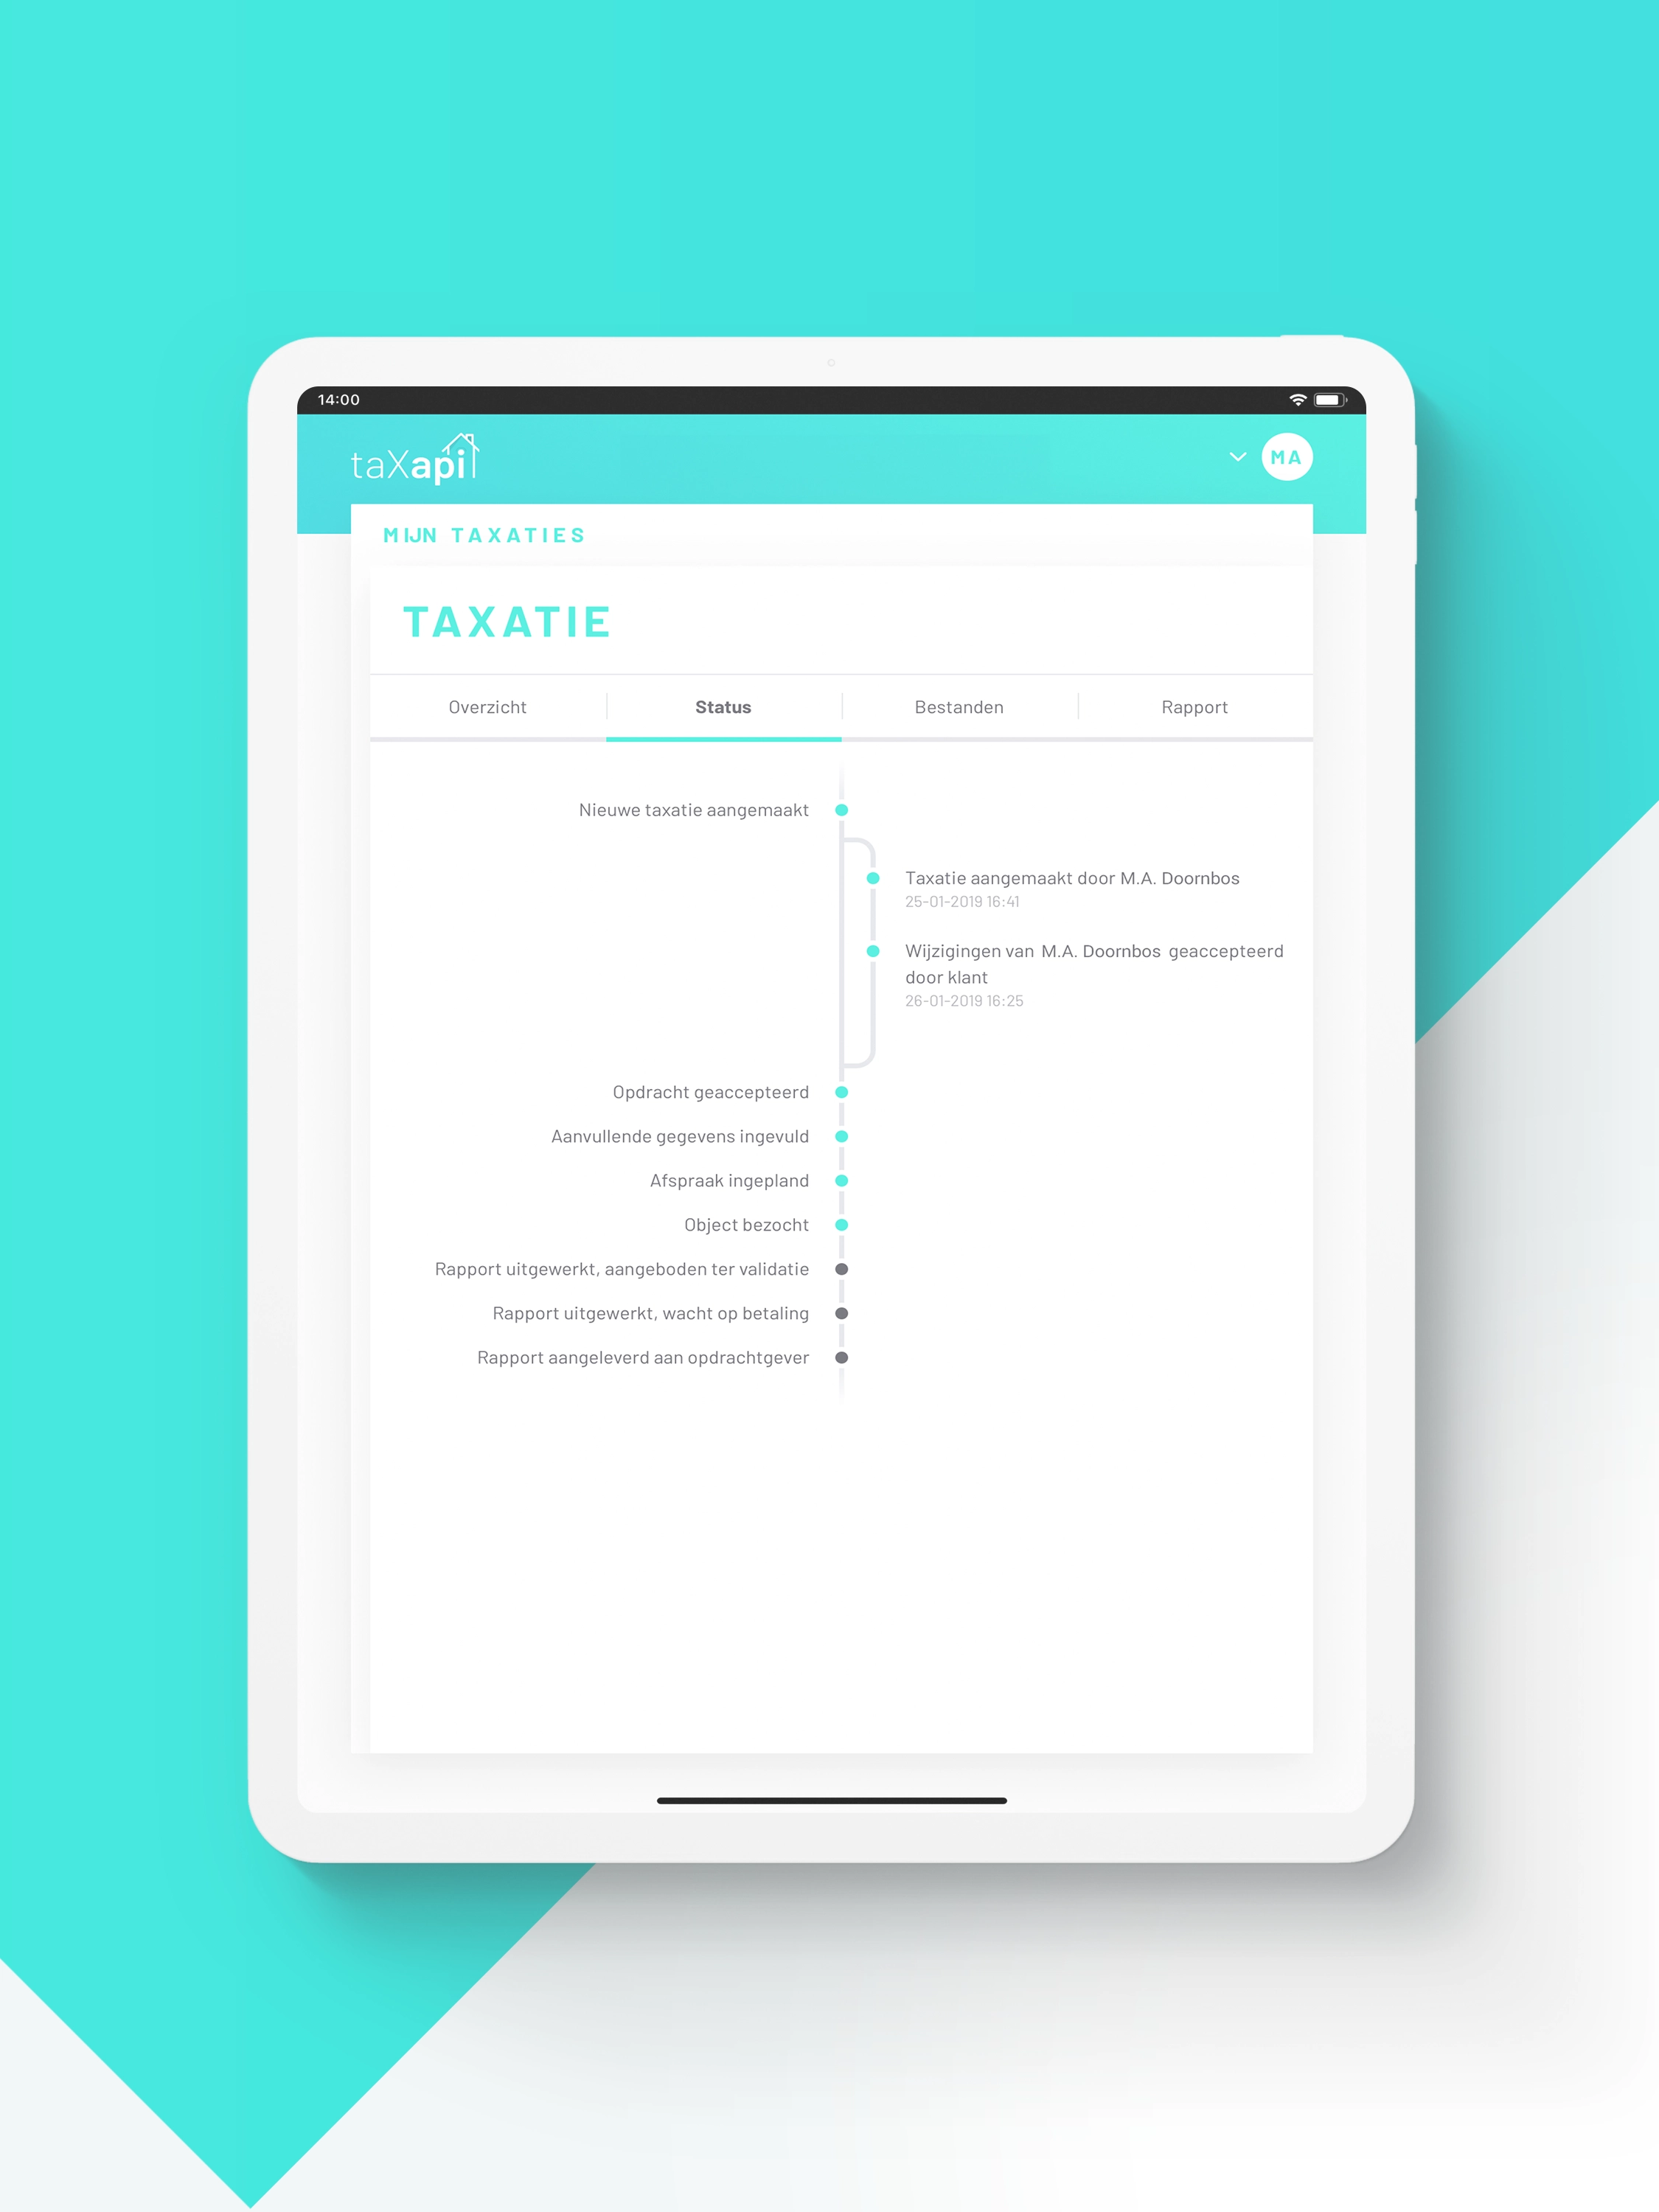 14:00
taXapi
MA
MIJN TAXATIES
TAXATIE
Overzicht
Status
Bestanden
Rapport
Nieuwe taxatie aangemaakt
Taxatie aangemaakt door M.A. Doornbos
25-01-2019 16:41
Wijzigingen van M.A. Doornbos geaccepteerd
door klant
26-01-2019 16:25
Opdracht geaccepteerd
Aanvullende gegevens ingevuld
Afspraak ingepland
Object bezocht
Rapport uitgewerkt, aangeboden ter validatie
Rapport uitgewerkt, wacht op betaling
Rapport aangeleverd aan opdrachtgever